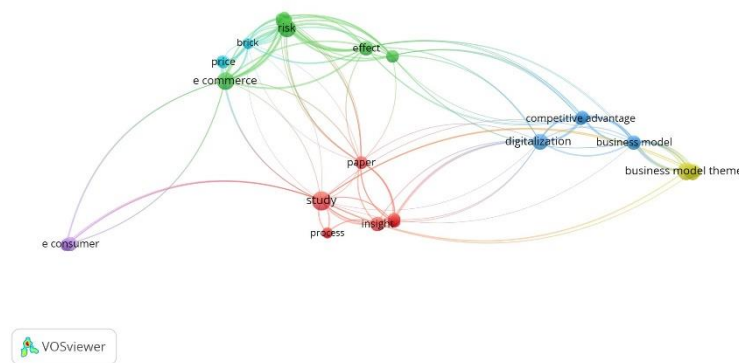 risk
brick
effect
price
e commerce
competitive advantage
digitalization
business model
paper
business model theme
study
insight
process
e consumer
VOSviewer